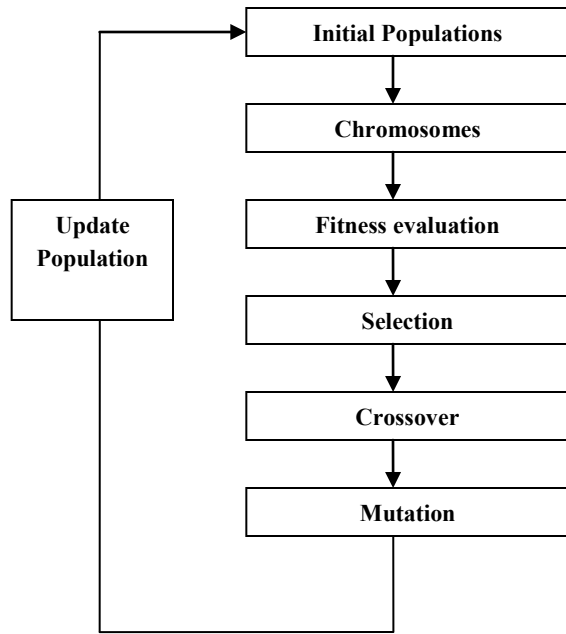 Initial Populations
Chromosomes
Fitness evaluation
Selection
Crossover
Mutation
Update
Population